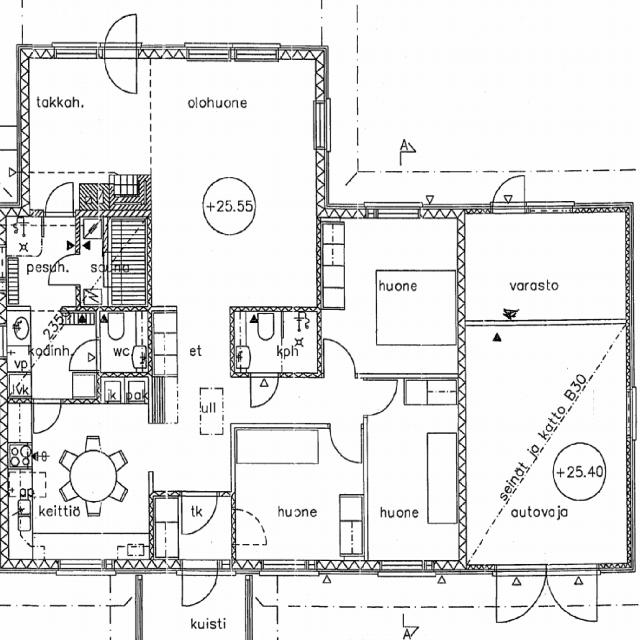 takkah.
olohuone
A
+25.55
pesuh.
sauna
huone
varasto
2350
kodinh.
wc
et
kph
vp
lvk
jk
pak
ull
seinät ja katto B30
+25.40
ap
keittiö
tk
huone
huone
autovaja
kuisti
A